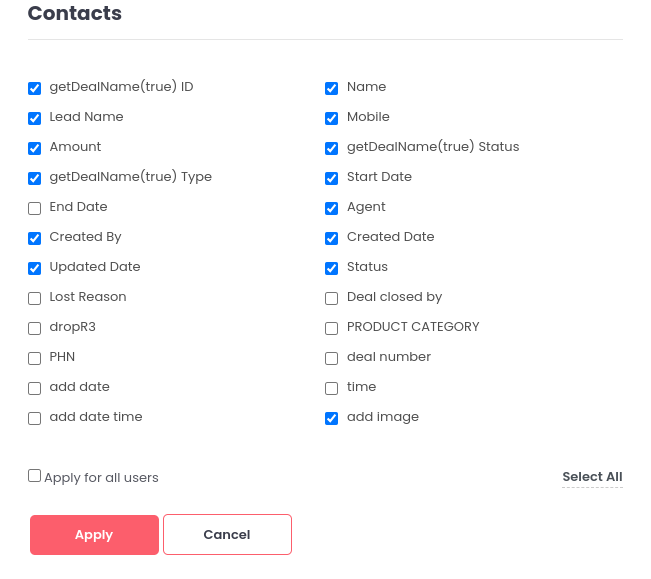 Contacts
getDealName(true) ID
Name
Lead Name
Mobile
Amount
getDealName(true) Status
getDealName(true) Type
Start Date
End Date
Agent
Created By
Created Date
Updated Date
Status
Lost Reason
Deal closed by
dropR3
PRODUCT CATEGORY
PHN
deal number
add date
time
add date time
add image
Apply for all users
Select All
Apply
Cancel